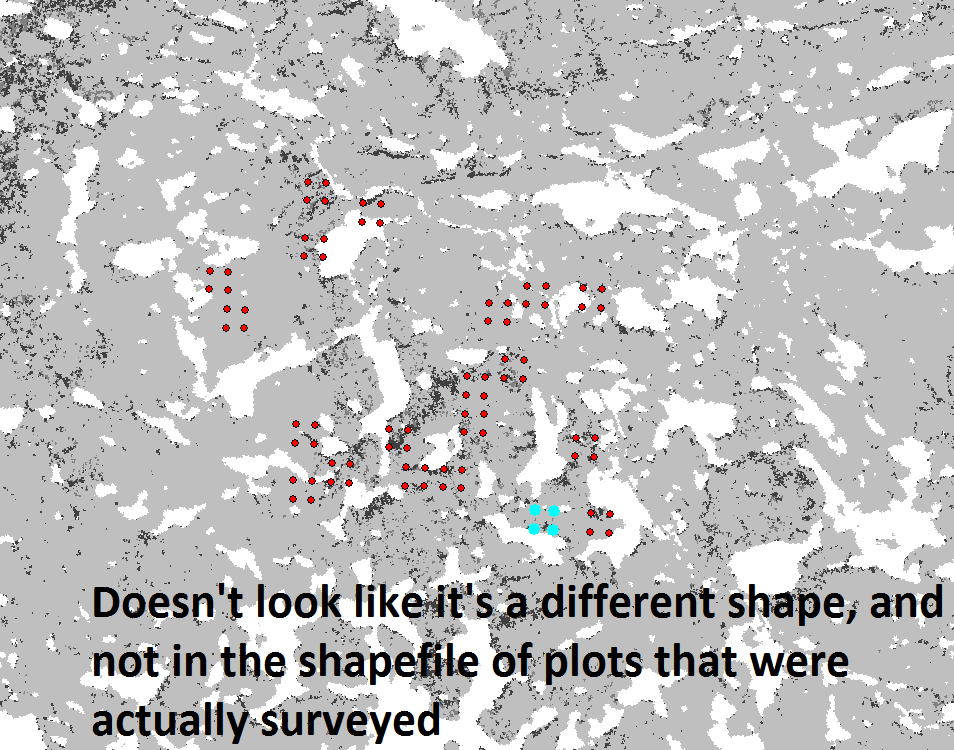 Doesn't look like it's a different shape, and
not in the shapefile of plots that were
actually surveyed